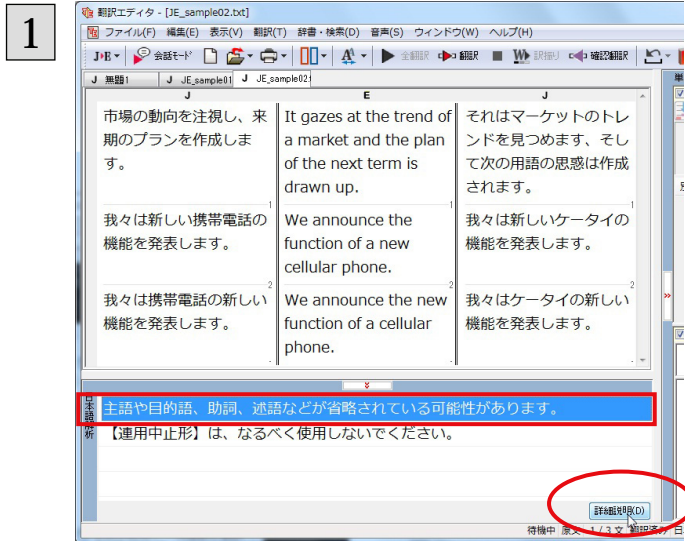 1
翻訳エディタ - [JE_sample02.txt]
ファイル(F) 編集(E) 表示(V) 翻訳(T) 辞書・検索(D) 音声(S) ウィンドウ(W) ヘルプ(H)
J▶E 会話モード 全翻訳 翻訳 訳振り 確認翻訳
J 無題1 J JE_sample01 J JE_sample02
J E J
市場の動向を注視し、来
期のプランを作成しま
す。
It gazes at the trend of
a market and the plan
of the next term is
drawn up.
それはマーケットのトレ
ンドを見つめます、そし
て次の用語の思惑は作成
されます。
1 1
我々は新しい携帯電話の
機能を発表します。
We announce the
function of a new
cellular phone.
我々は新しいケータイの
機能を発表します。
2 2
我々は携帯電話の新しい
機能を発表します。
We announce the new
function of a cellular
phone.
我々はケータイの新しい
機能を発表します。
日本語解析
主語や目的語、助詞、述語などが省略されている可能性があります。
【連用中止形】は、なるべく使用しないでください。
詳細説明(D)
待機中 原文: 1 / 3 文 翻訳済み 日